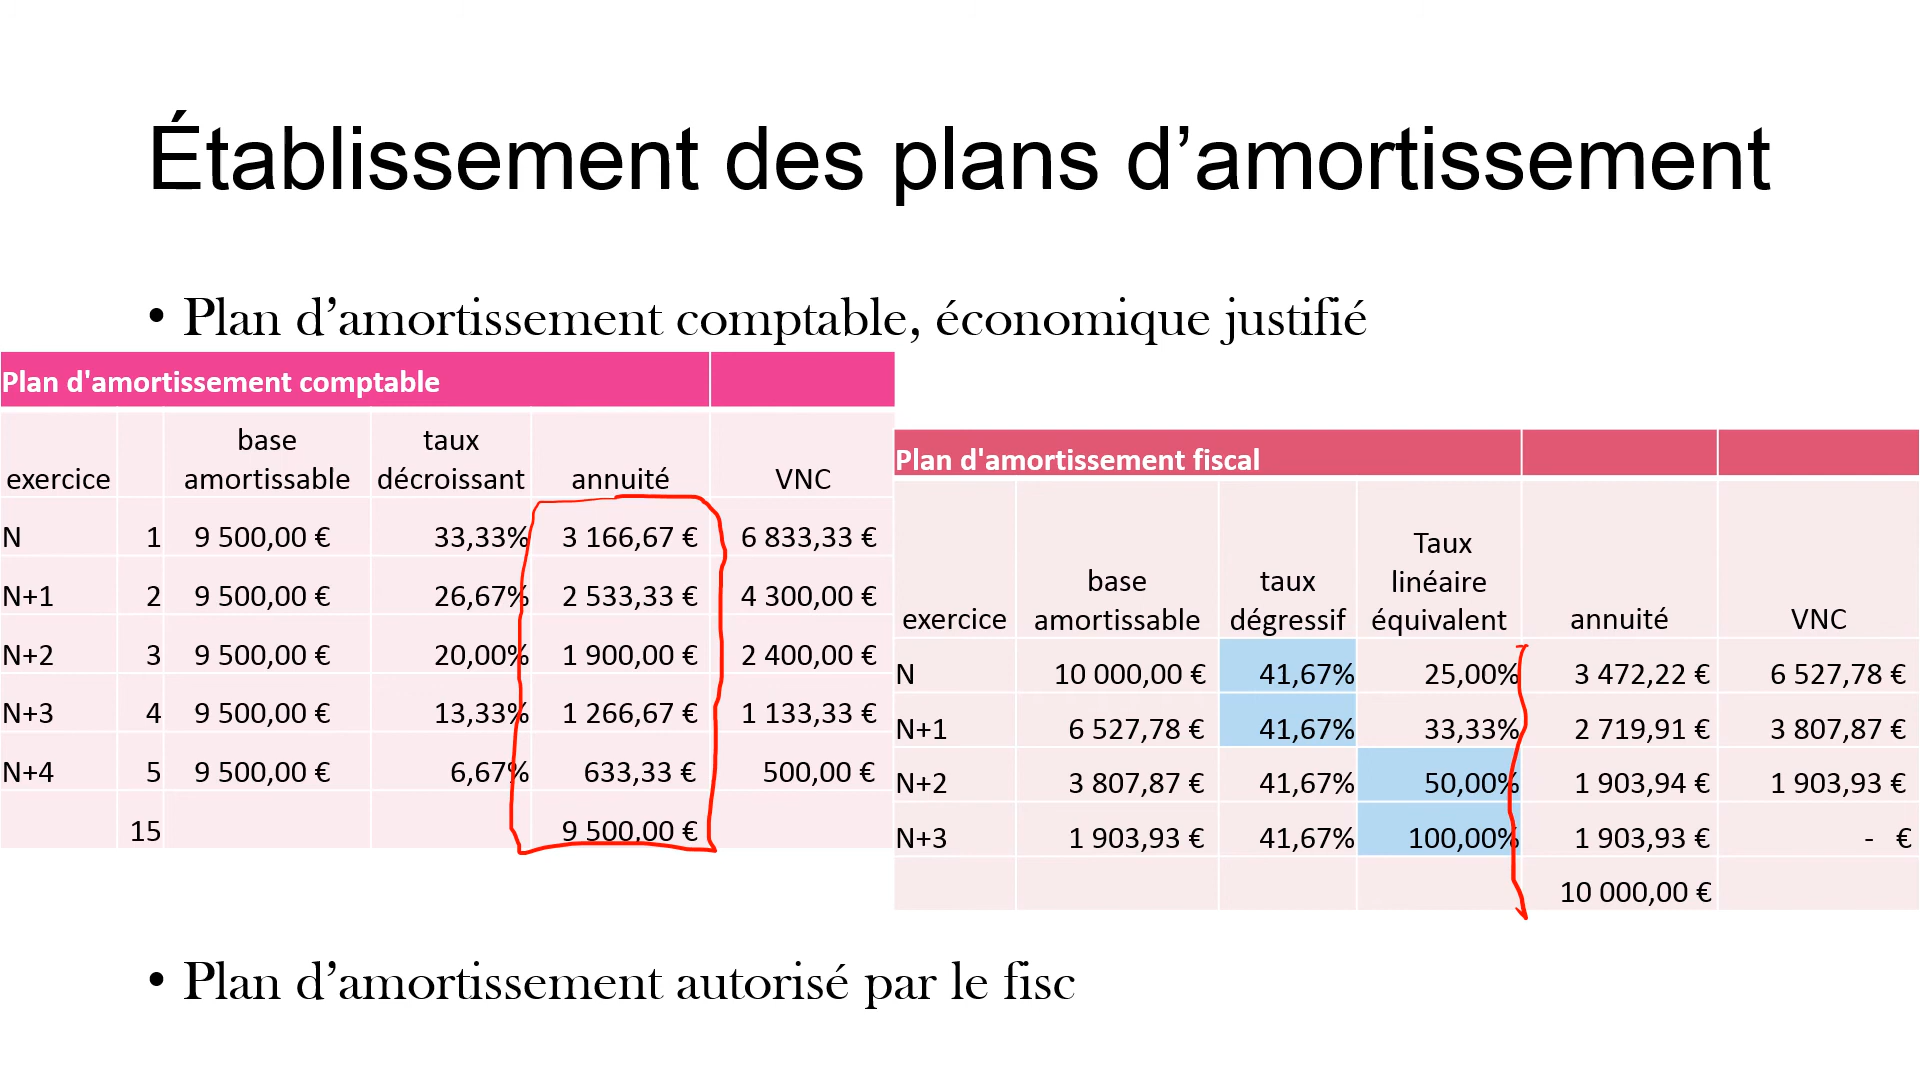 Établissement des plans d’amortissement
• Plan d’amortissement comptable, économique justifié
Plan d'amortissement comptable
exercice base amortissable taux décroissant annuité VNC
N 1 9 500,00 € 33,33% 3 166,67 € 6 833,33 €
N+1 2 9 500,00 € 26,67% 2 533,33 € 4 300,00 €
N+2 3 9 500,00 € 20,00% 1 900,00 € 2 400,00 €
N+3 4 9 500,00 € 13,33% 1 266,67 € 1 133,33 €
N+4 5 9 500,00 € 6,67% 633,33 € 500,00 €
15 9 500,00 €
Plan d'amortissement fiscal
exercice base amortissable taux dégressif Taux linéaire équivalent annuité VNC
N 10 000,00 € 41,67% 25,00% 3 472,22 € 6 527,78 €
N+1 6 527,78 € 41,67% 33,33% 2 719,91 € 3 807,87 €
N+2 3 807,87 € 41,67% 50,00% 1 903,94 € 1 903,93 €
N+3 1 903,93 € 41,67% 100,00% 1 903,93 € - €
10 000,00 €
• Plan d’amortissement autorisé par le fisc